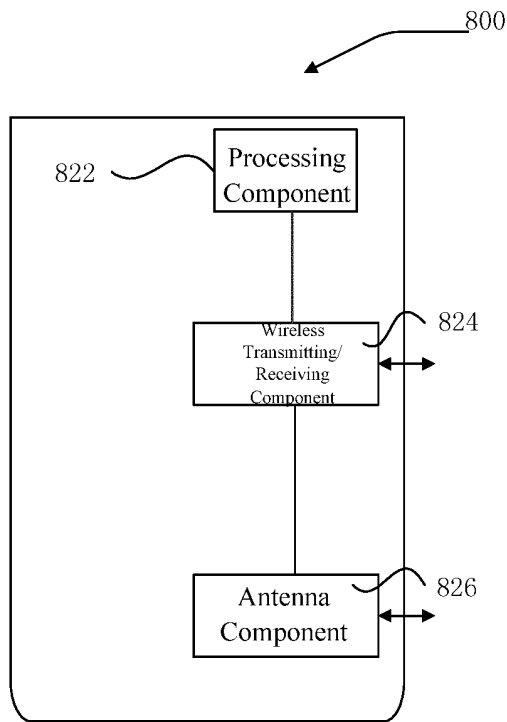 800
822
Processing
Component
Wireless
Transmitting/
Receiving
Component
824
Antenna
Component
826